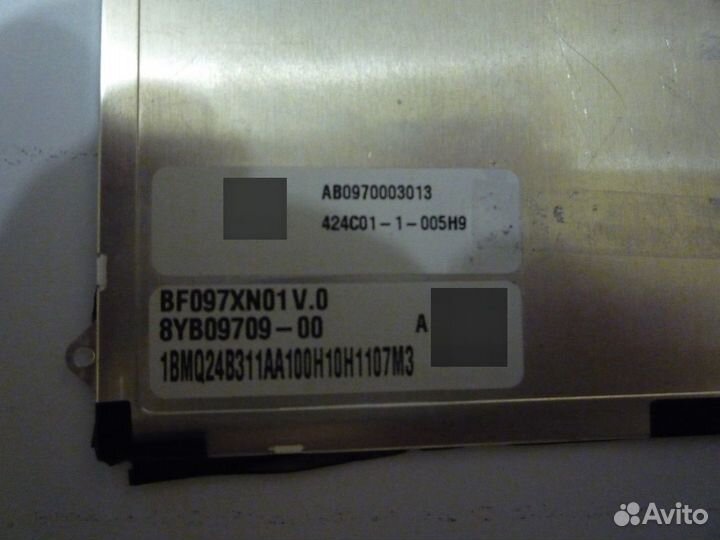 AB0970003013
424C01-1-005H9
BF097XN01 V.0
8YB09709-00 A
1BMQ24B311AA100H10H1107M3
Avito